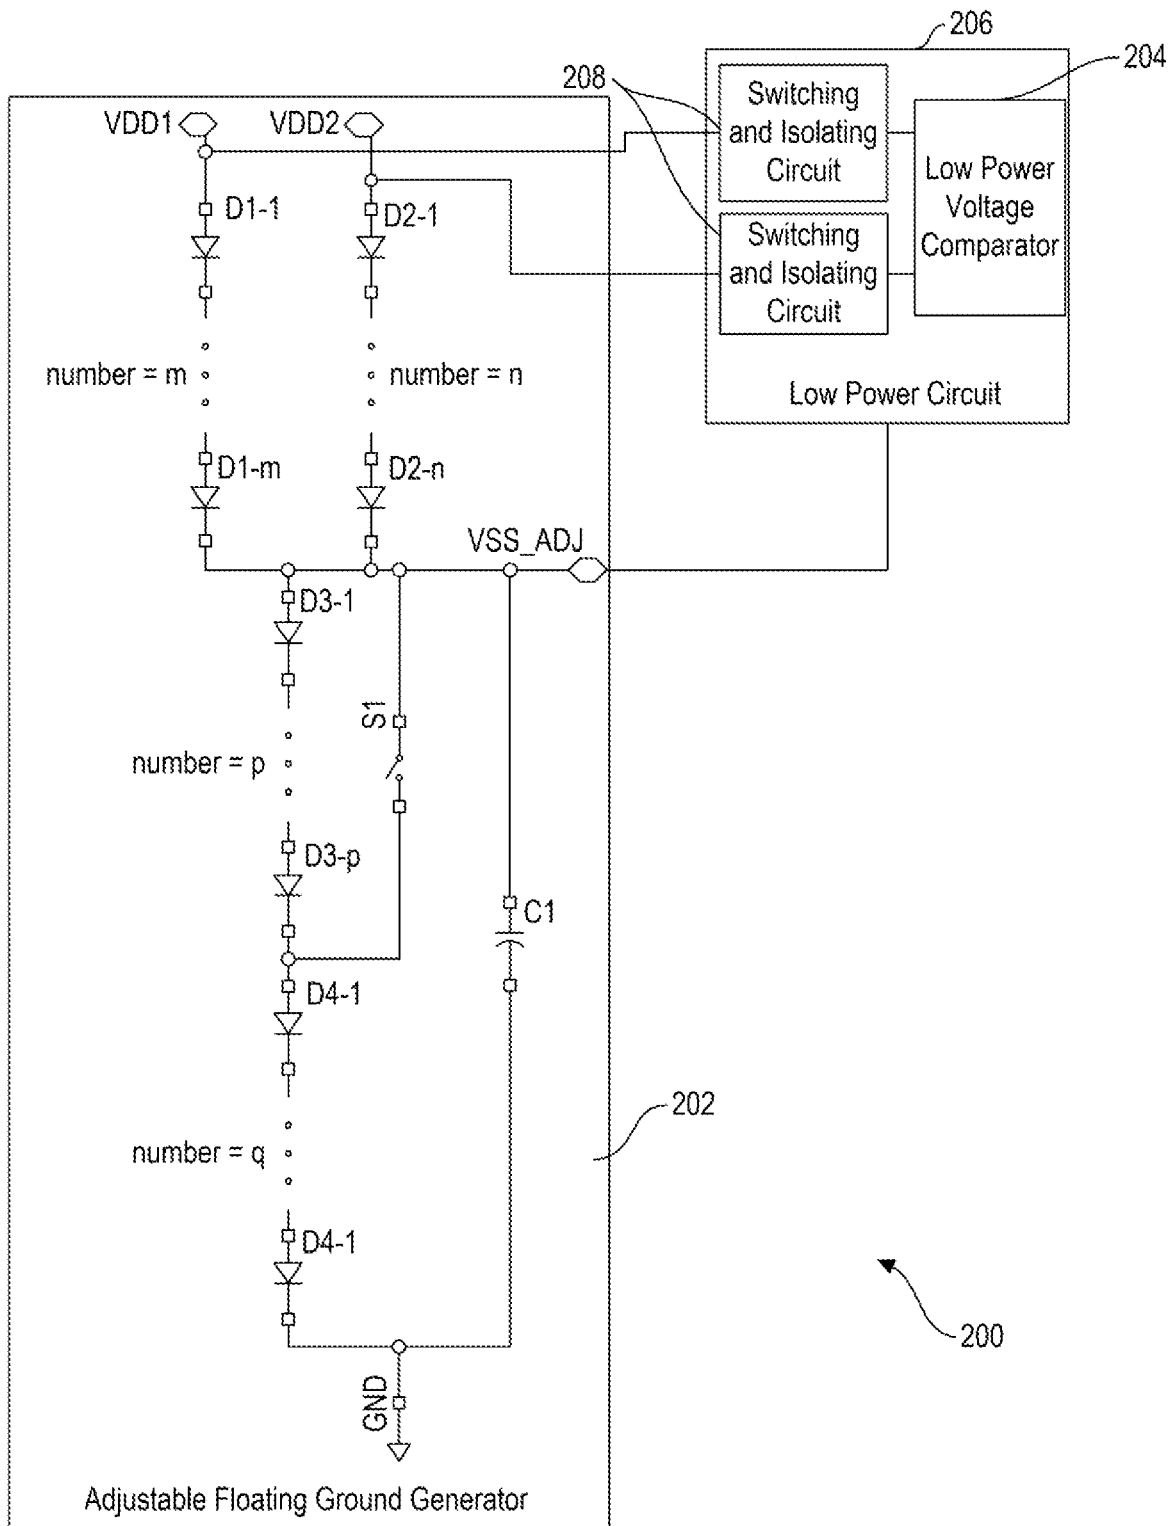 206
204
208
Switching
and Isolating
Circuit
Low Power
Voltage
Comparator
Switching
and Isolating
Circuit
Low Power Circuit
VDD1
VDD2
D1-1
D2-1
number = m
number = n
D1-m
D2-n
VSS_ADJ
D3-1
S1
number = p
D3-p
C1
D4-1
202
number = q
D4-1
200
GND
Adjustable Floating Ground Generator